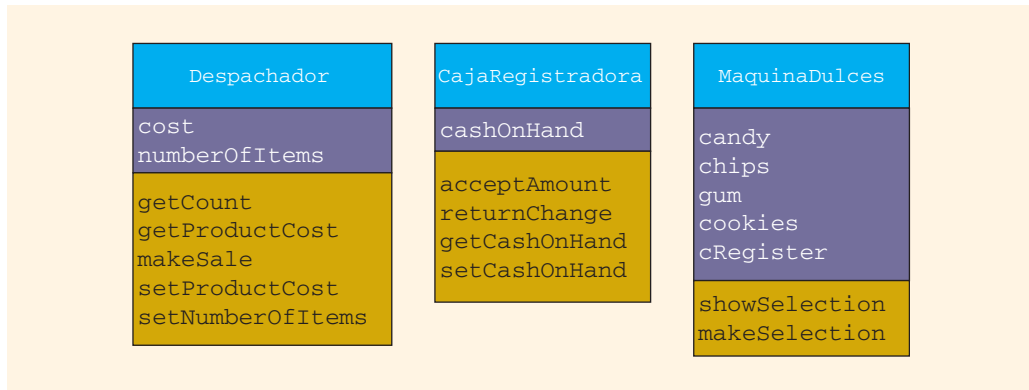 Despachador
cost
numberOfItems
getCount
getProductCost
makeSale
setProductCost
setNumberOfItems
CajaRegistradora
cashOnHand
acceptAmount
returnChange
getCashOnHand
setCashOnHand
MaquinaDulces
candy
chips
gum
cookies
cRegister
showSelection
makeSelection